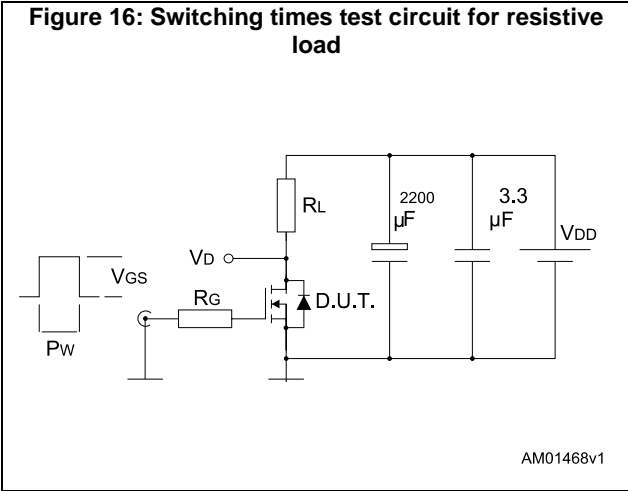 Figure 16: Switching times test circuit for resistive
load
RL
2200
μF
3.3
μF
VDD
VD
VGS
RG
D.U.T.
PW
AM01468v1